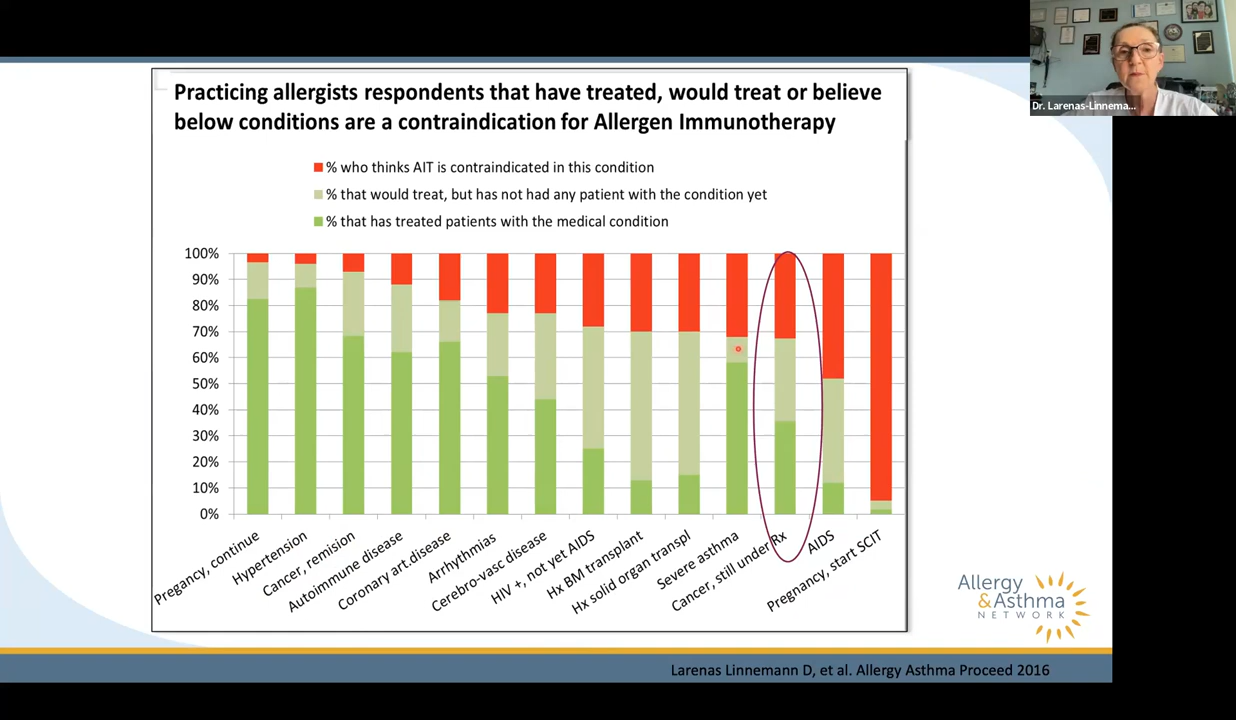 Practicing allergists respondents that have treated, would treat or believe
below conditions are a contraindication for Allergen Immunotherapy
% who thinks AIT is contraindicated in this condition
% that would treat, but has not had any patient with the condition yet
% that has treated patients with the medical condition
100%
90%
80%
70%
60%
50%
40%
30%
20%
10%
0%
Pregancy, continue
Hypertension
Cancer, remision
Autoimmune disease
Coronary art.disease
Arrhythmias
Cerebro-vasc disease
HIV +, not yet AIDS
Hx BM transplant
Hx solid organ transpl
Severe asthma
Cancer, still under Rx
AIDS
Pregnancy, start SCIT
Allergy
&Asthma
NETWORK
Larenas Linnemann D, et al. Allergy Asthma Proceed 2016
Dr. Larenas-Linnema...